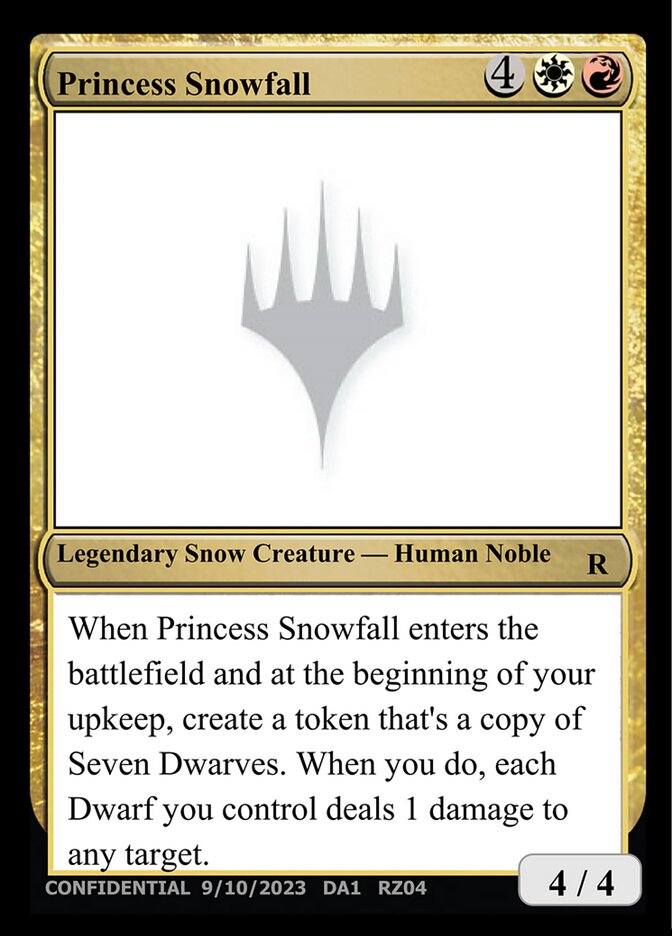 Princess Snowfall 4
Legendary Snow Creature — Human Noble R
When Princess Snowfall enters the
battlefield and at the beginning of your
upkeep, create a token that's a copy of
Seven Dwarves. When you do, each
Dwarf you control deals 1 damage to
any target.
CONFIDENTIAL 9/10/2023 DA1 RZ04
4 / 4